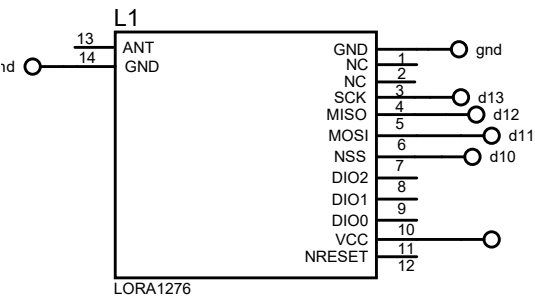 L1
13
ANT
14
GND
GND
gnd
1
NC
2
NC
3
SCK
d13
4
MISO
d12
5
MOSI
d11
6
NSS
d10
7
DIO2
8
DIO1
9
DIO0
10
VCC
11
NRESET
12
LORA1276